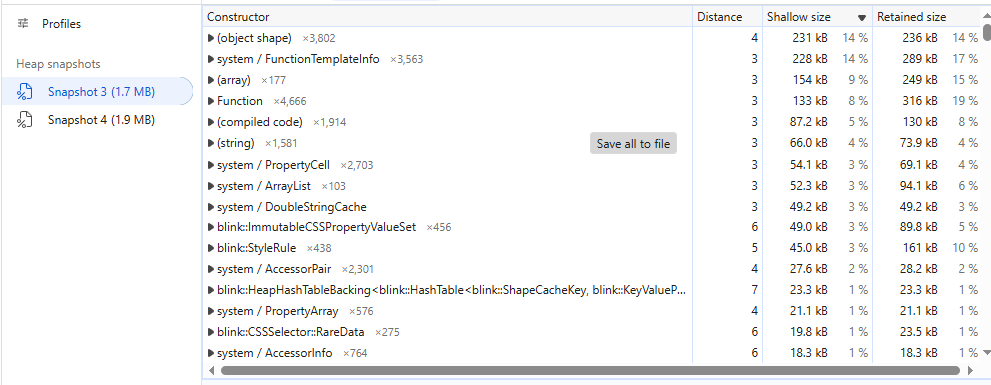 Profiles
Heap snapshots
Snapshot 3 (1.7 MB)
Snapshot 4 (1.9 MB)
Constructor Distance Shallow size Retained size
(object shape) ×3,802 4 231 kB 14 % 236 kB 14 %
system / FunctionTemplateInfo ×3,563 3 228 kB 14 % 289 kB 17 %
(array) ×177 3 154 kB 9 % 249 kB 15 %
Function ×4,666 3 133 kB 8 % 316 kB 19 %
(compiled code) ×1,914 3 87.2 kB 5 % 130 kB 8 %
(string) ×1,581 Save all to file 3 66.0 kB 4 % 73.9 kB 4 %
system / PropertyCell ×2,703 3 54.1 kB 3 % 69.1 kB 4 %
system / ArrayList ×103 3 52.3 kB 3 % 94.1 kB 6 %
system / DoubleStringCache 3 49.2 kB 3 % 49.2 kB 3 %
blink::ImmutableCSSPropertyValueSet ×456 6 49.0 kB 3 % 89.8 kB 5 %
blink::StyleRule ×438 5 45.0 kB 3 % 161 kB 10 %
system / AccessorPair ×2,301 4 27.6 kB 2 % 28.2 kB 2 %
blink::HeapHashTableBacking<blink::HashTable<blink::ShapeCacheKey, blink::KeyValueP... 7 23.3 kB 1 % 23.3 kB 1 %
system / PropertyArray ×576 4 21.1 kB 1 % 21.1 kB 1 %
blink::CSSSelector::RareData ×275 6 19.8 kB 1 % 23.5 kB 1 %
system / AccessorInfo ×764 6 18.3 kB 1 % 18.3 kB 1 %